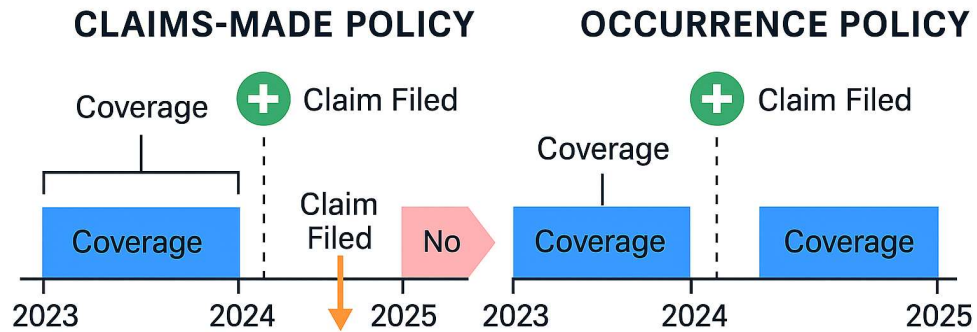 CLAIMS-MADE POLICY
Coverage
Claim Filed
Coverage
Claim
Filed
No
2023
2024
2025
OCCURRENCE POLICY
Claim Filed
Coverage
Coverage
Coverage
2023
2024
2025